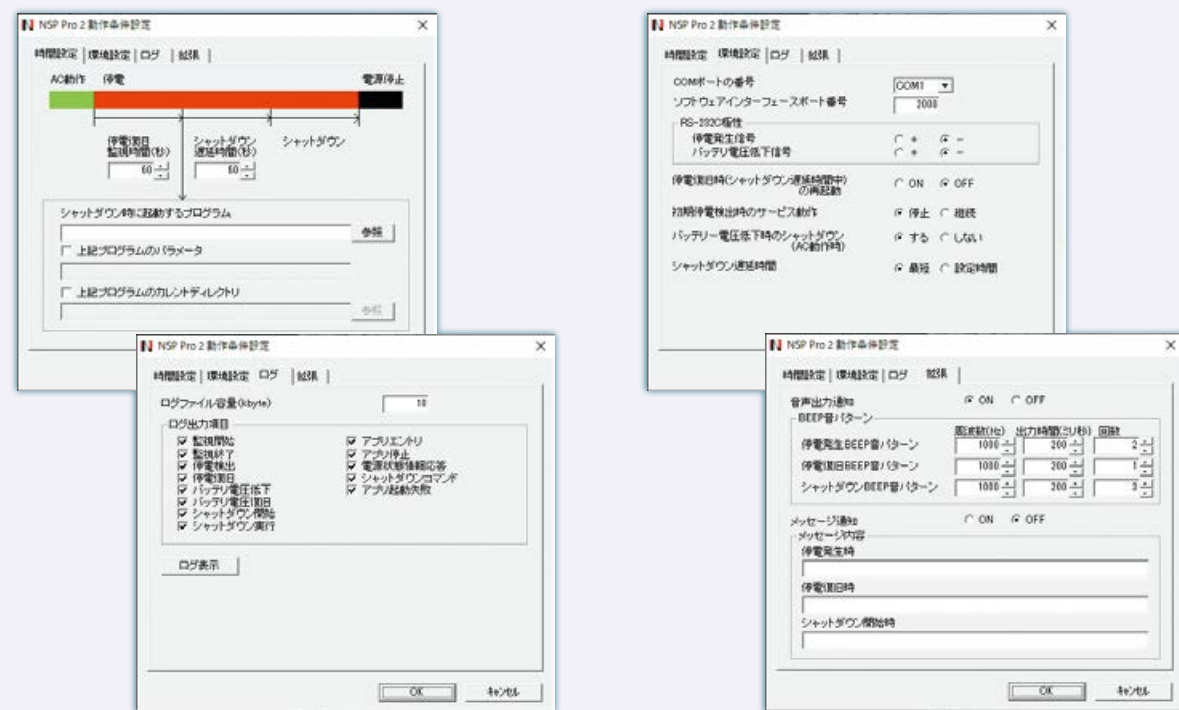 NSP Pro 2 動作条件設定
時間設定 環境設定 ログ 拡張
AC動作 停電 電源停止
停電復旧
監視時間(秒)
シャットダウン
遅延時間(秒)
シャットダウン
60 60
シャットダウン時に起動するプログラム
参照
上記プログラムのパラメータ
上記プログラムのカレントディレクトリ
参照
NSP Pro 2 動作条件設定
時間設定 環境設定 ログ 拡張
COMポートの番号 COM1
ソフトウェアインターフェースポート番号 2000
RS-232C極性
停電発生信号 + -
バッテリ電圧低下信号 + -
停電復旧時(シャットダウン遅延時間中)
の再起動 ON OFF
初期停電検出時のサービス動作 停止 継続
バッテリー電圧低下時のシャットダウン
(AC動作時) する しない
シャットダウン遅延時間 最短 設定時間
NSP Pro 2 動作条件設定
時間設定 環境設定 ログ 拡張
ログファイル容量(kbyte) 10
ログ出力項目
監視開始
監視終了
停電検出
停電復旧
バッテリ電圧低下
バッテリ電圧復旧
シャットダウン開始
シャットダウン実行
アプリエントリ
アプリ停止
電源状態情報応答
シャットダウンコマンド
アプリ起動失敗
ログ表示
OK キャンセル
NSP Pro 2 動作条件設定
時間設定 環境設定 ログ 拡張
音声出力通知 ON OFF
BEEP音パターン
周波数(Hz) 出力時間(ミリ秒) 回数
停電発生BEEP音パターン 1000 200 2
停電復旧BEEP音パターン 1000 200 1
シャットダウンBEEP音パターン 1000 200 3
メッセージ通知 ON OFF
メッセージ内容
停電発生時
停電復旧時
シャットダウン開始時
OK キャンセル